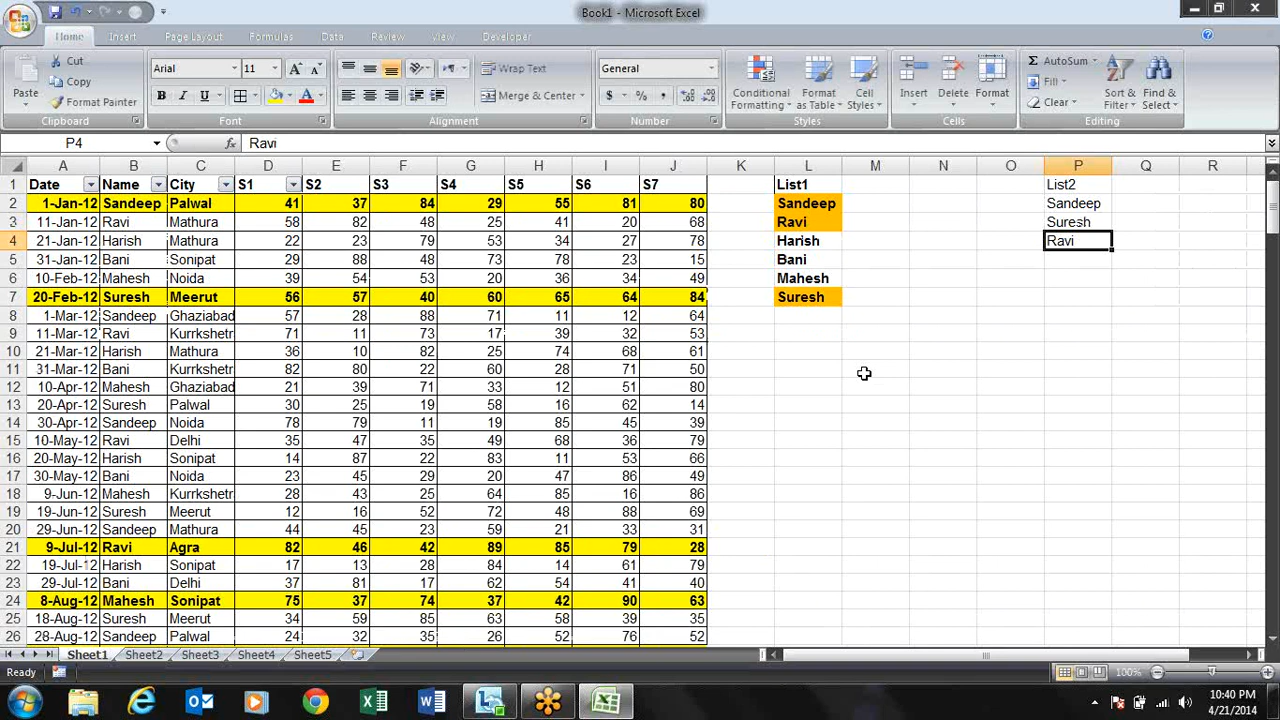 Book1 - Microsoft Excel
Home Insert Page Layout Formulas Data Review View Developer
Paste Cut Copy Format Painter Clipboard
Arial 11 A A B I U A Font
Wrap Text Merge & Center Alignment
General $ % , Number
Conditional Formatting Format as Table Cell Styles Styles
Insert Delete Format Cells
AutoSum Fill Clear Sort & Filter Find & Select Editing
P4 fx Ravi
A B C D E F G H I J K L M N O P Q R
1 Date Name City S1 S2 S3 S4 S5 S6 S7 List1 List2
2 1-Jan-12 Sandeep Palwal 41 37 84 29 55 81 80 Sandeep Sandeep
3 11-Jan-12 Ravi Mathura 58 82 48 25 41 20 68 Ravi Suresh
4 21-Jan-12 Harish Mathura 22 23 79 53 34 27 78 Harish Ravi
5 31-Jan-12 Bani Sonipat 29 88 48 73 78 23 15 Bani
6 10-Feb-12 Mahesh Noida 39 54 53 20 36 34 49 Mahesh
7 20-Feb-12 Suresh Meerut 56 57 40 60 65 64 84 Suresh
8 1-Mar-12 Sandeep Ghaziabad 57 28 88 71 11 12 64
9 11-Mar-12 Ravi Kurrkshetr 71 11 73 17 39 32 53
10 21-Mar-12 Harish Mathura 36 10 82 25 74 68 61
11 31-Mar-12 Bani Kurrkshetr 82 80 22 60 28 71 50
12 10-Apr-12 Mahesh Ghaziabad 21 39 71 33 12 51 80
13 20-Apr-12 Suresh Palwal 30 25 19 58 16 62 14
14 30-Apr-12 Sandeep Noida 78 79 11 19 85 45 39
15 10-May-12 Ravi Delhi 35 47 35 49 68 36 79
16 20-May-12 Harish Sonipat 14 87 22 83 11 53 66
17 30-May-12 Bani Noida 23 45 29 20 47 86 49
18 9-Jun-12 Mahesh Kurrkshetr 28 43 25 64 85 16 86
19 19-Jun-12 Suresh Meerut 12 16 52 72 48 88 69
20 29-Jun-12 Sandeep Mathura 44 45 23 59 21 33 31
21 9-Jul-12 Ravi Agra 82 46 42 89 85 79 28
22 19-Jul-12 Harish Sonipat 17 13 28 84 14 61 79
23 29-Jul-12 Bani Delhi 37 81 17 62 54 41 40
24 8-Aug-12 Mahesh Sonipat 75 37 74 37 42 90 63
25 18-Aug-12 Suresh Meerut 34 59 85 63 58 39 35
26 28-Aug-12 Sandeep Palwal 24 32 35 26 52 76 52
Sheet1 Sheet2 Sheet3 Sheet4 Sheet5
Ready 100%
10:40 PM
4/21/2014